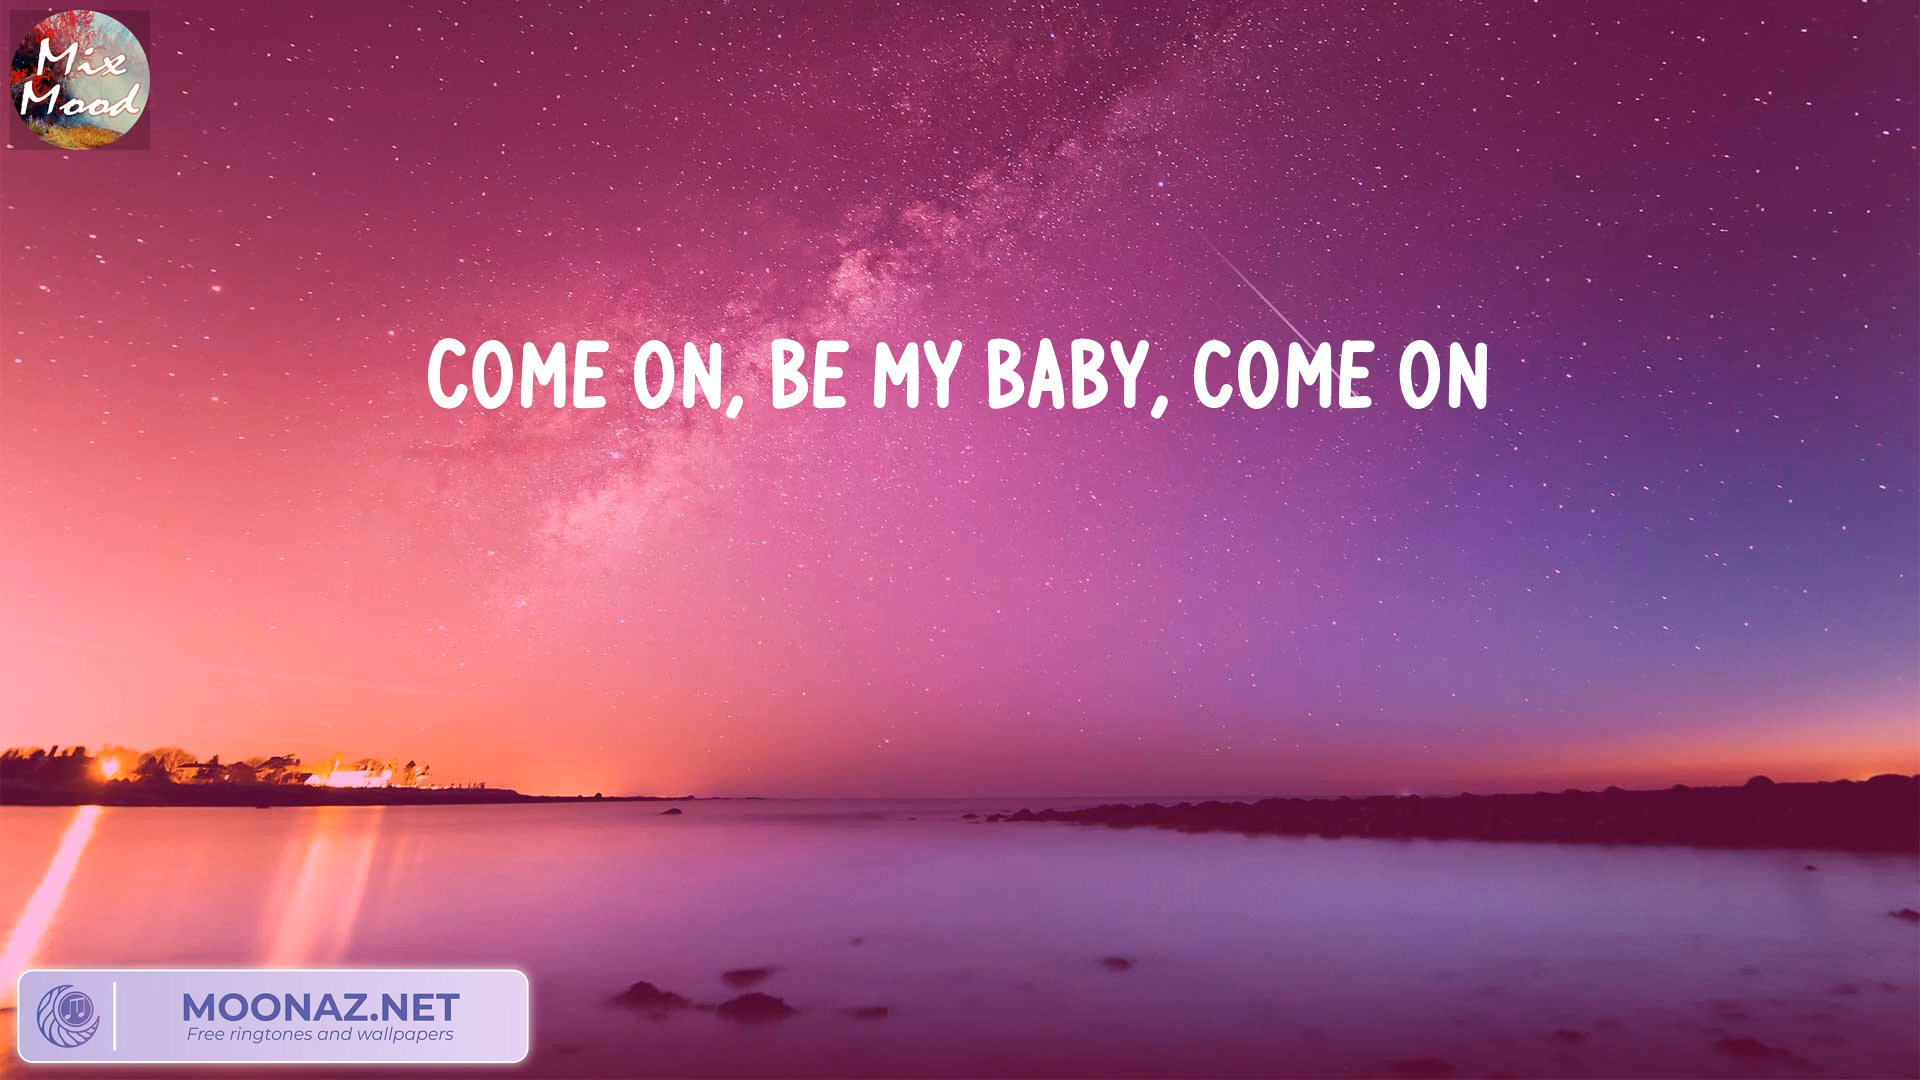 Mix
Mood
COME ON, BE MY BABY, COME ON
MOONAZ.NET
Free ringtones and wallpapers